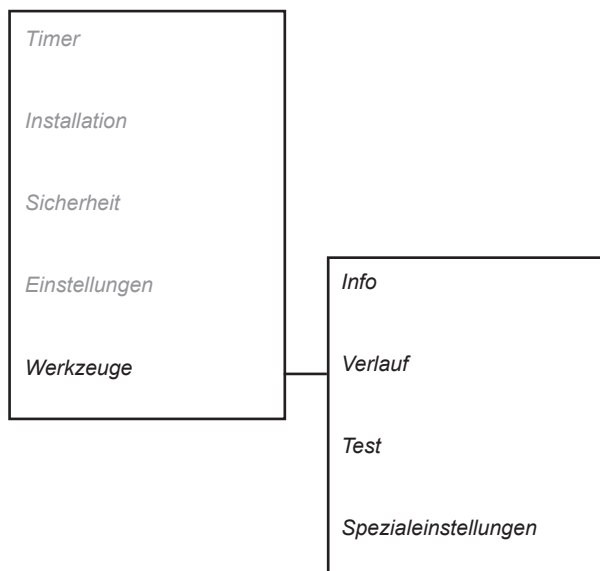 Timer
Installation
Sicherheit
Einstellungen
Werkzeuge
Info
Verlauf
Test
Spezialeinstellungen